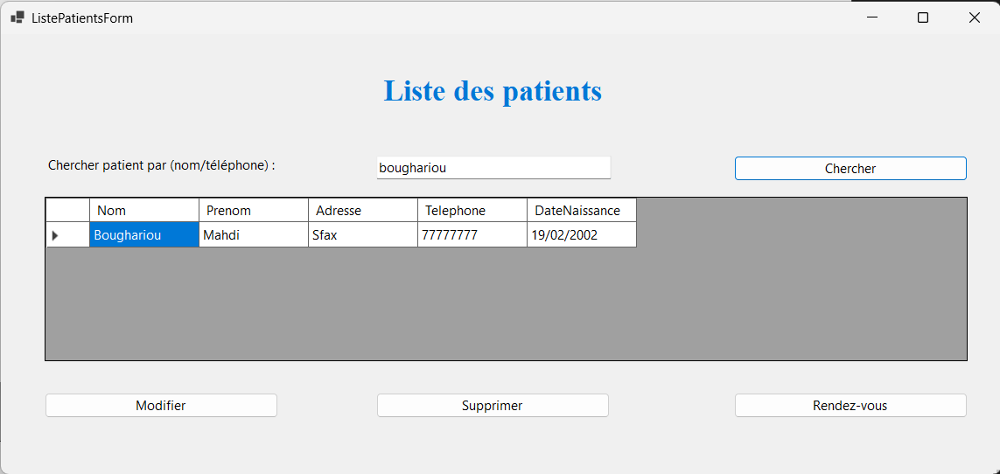 ListePatientsForm
Liste des patients
Chercher patient par (nom/téléphone) : boughariou Chercher
Nom Prenom Adresse Telephone DateNaissance
Boughariou Mahdi Sfax 77777777 19/02/2002
Modifier Supprimer Rendez-vous